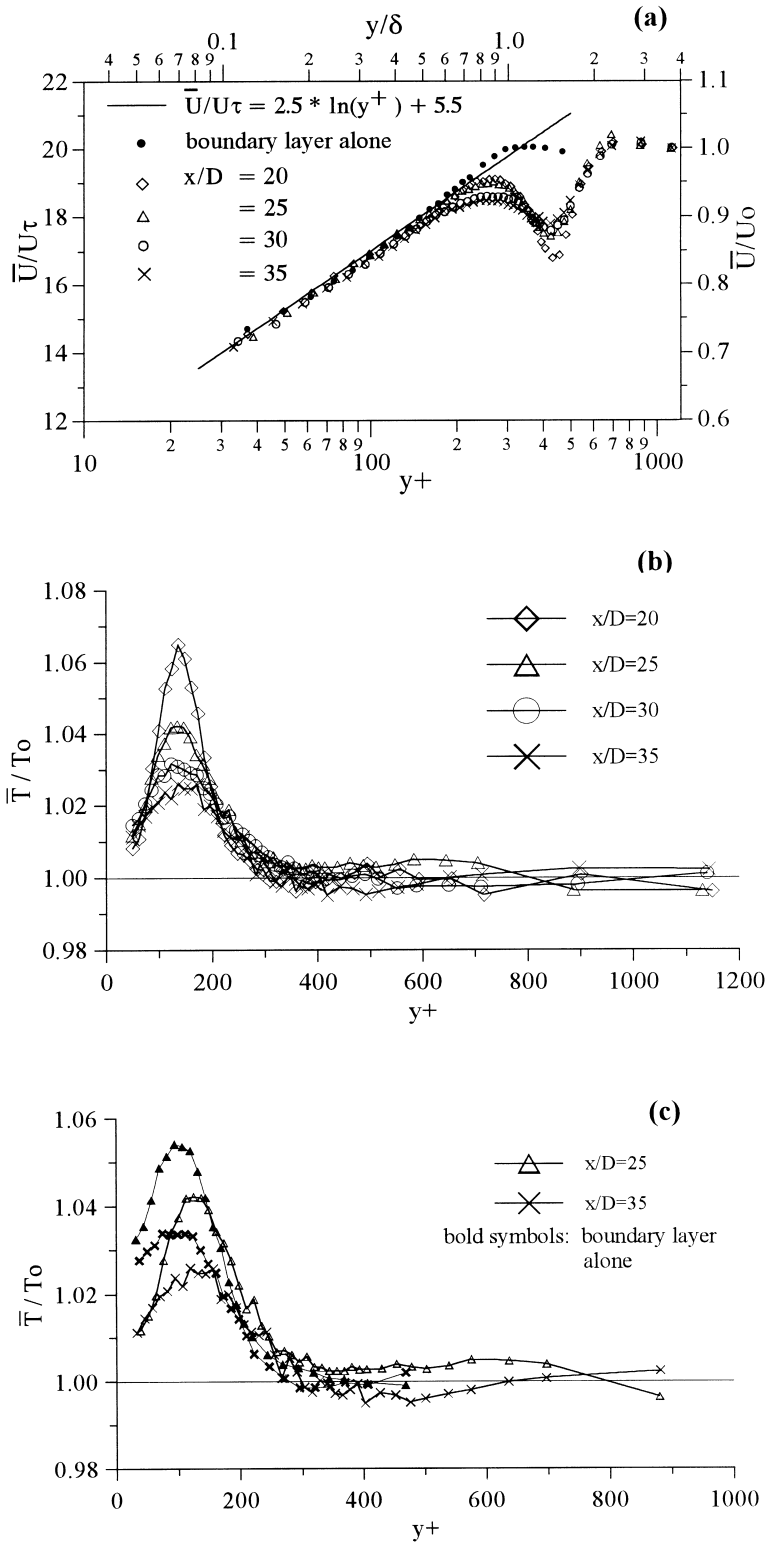 (a)
y/δ
0.1 1.0
4 5 6 7 8 9 2 3 4 5 6 7 8 9 2 3 4
22 1.1
U̅/Uτ = 2.5 * ln(y⁺) + 5.5
boundary layer alone
20 1.0
x/D = 20
= 25
18 0.9
U̅/Uτ U̅/Uo
= 30
= 35
16 0.8
14 0.7
12 0.6
2 3 4 5 6 7 8 9 2 3 4 5 6 7 8 9
10 100 1000
y+
(b)
1.08
x/D=20
1.06
x/D=25
1.04
x/D=30
T̅ / To
x/D=35
1.02
1.00
0.98
0 200 400 600 800 1000 1200
y+
(c)
1.06
x/D=25
1.04
x/D=35
bold symbols: boundary layer
alone
T̅ / To
1.02
1.00
0.98
0 200 400 600 800 1000
y+